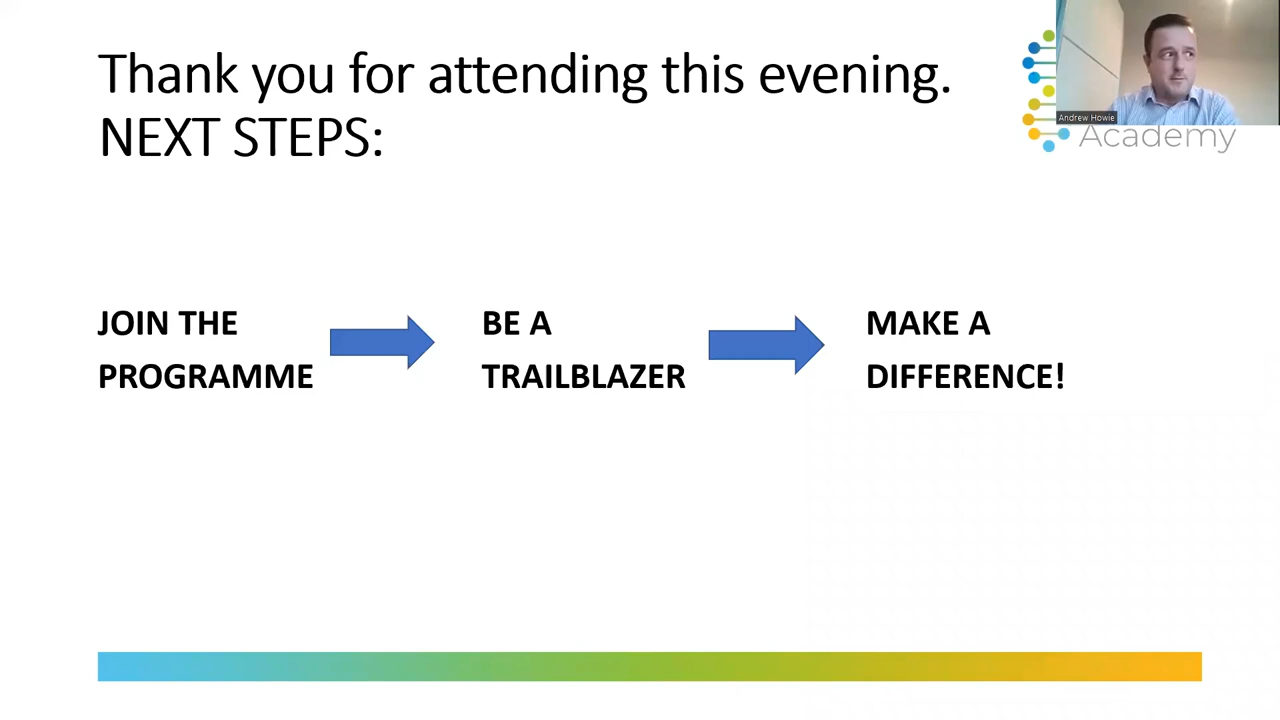 Thank you for attending this evening.
NEXT STEPS:
Andrew Howie
Academy
JOIN THE
PROGRAMME
BE A
TRAILBLAZER
MAKE A
DIFFERENCE!